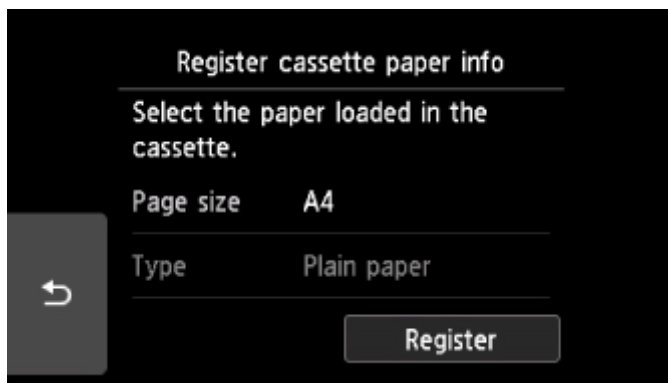 Register cassette paper info
Select the paper loaded in the
cassette.
Page size A4
Type Plain paper
Register